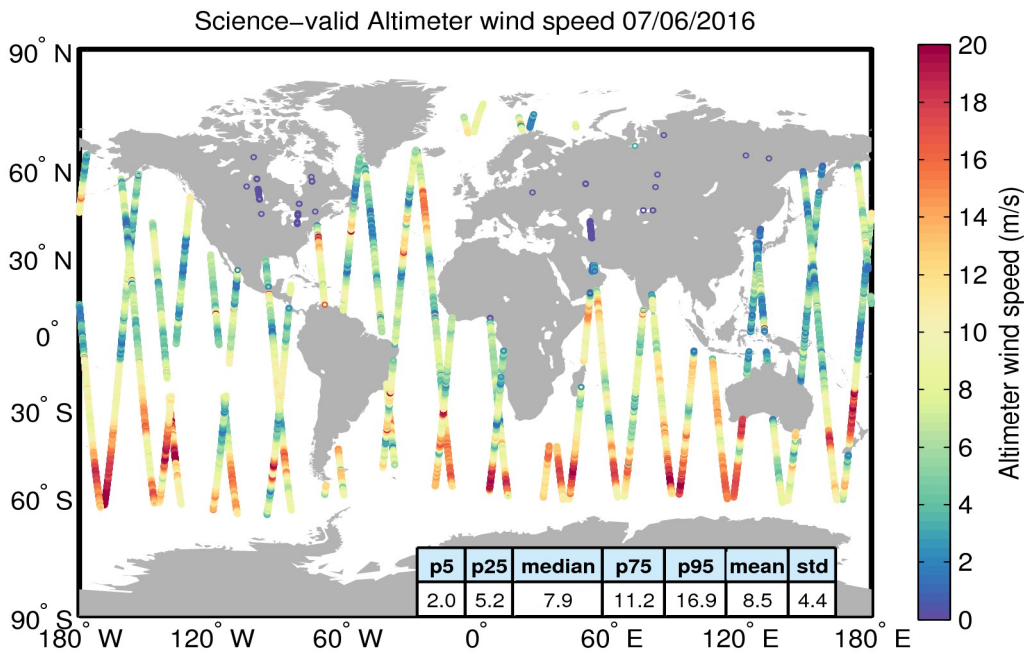 Science−valid Altimeter wind speed 07/06/2016
90° N
60° N
30° N
0°
30° S
60° S
90° S
180° W
120° W
60° W
0°
60° E
120° E
180° E
p5 p25 median p75 p95 mean std
2.0 5.2 7.9 11.2 16.9 8.5 4.4
20
18
16
14
12
10
8
6
4
2
0
Altimeter wind speed (m/s)